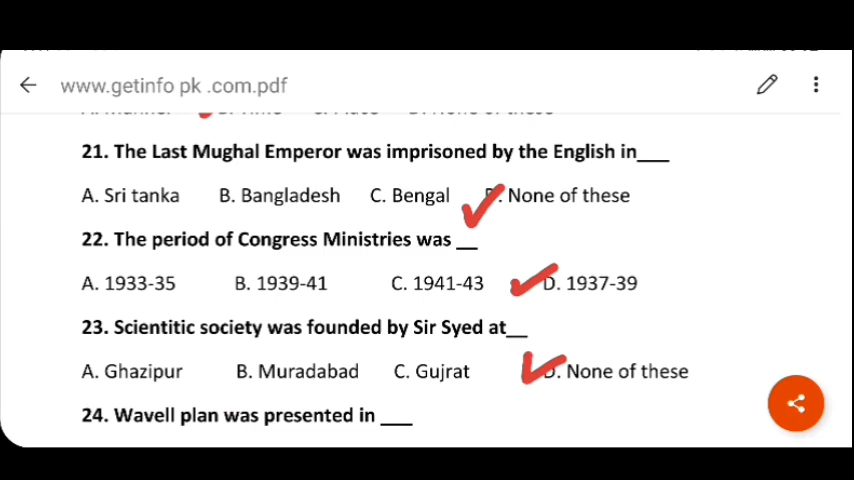 www.getinfo pk .com.pdf
21. The Last Mughal Emperor was imprisoned by the English in___
A. Sri tanka B. Bangladesh C. Bengal D. None of these
22. The period of Congress Ministries was __
A. 1933-35 B. 1939-41 C. 1941-43 D. 1937-39
23. Scientitic society was founded by Sir Syed at__
A. Ghazipur B. Muradabad C. Gujrat D. None of these
24. Wavell plan was presented in ___